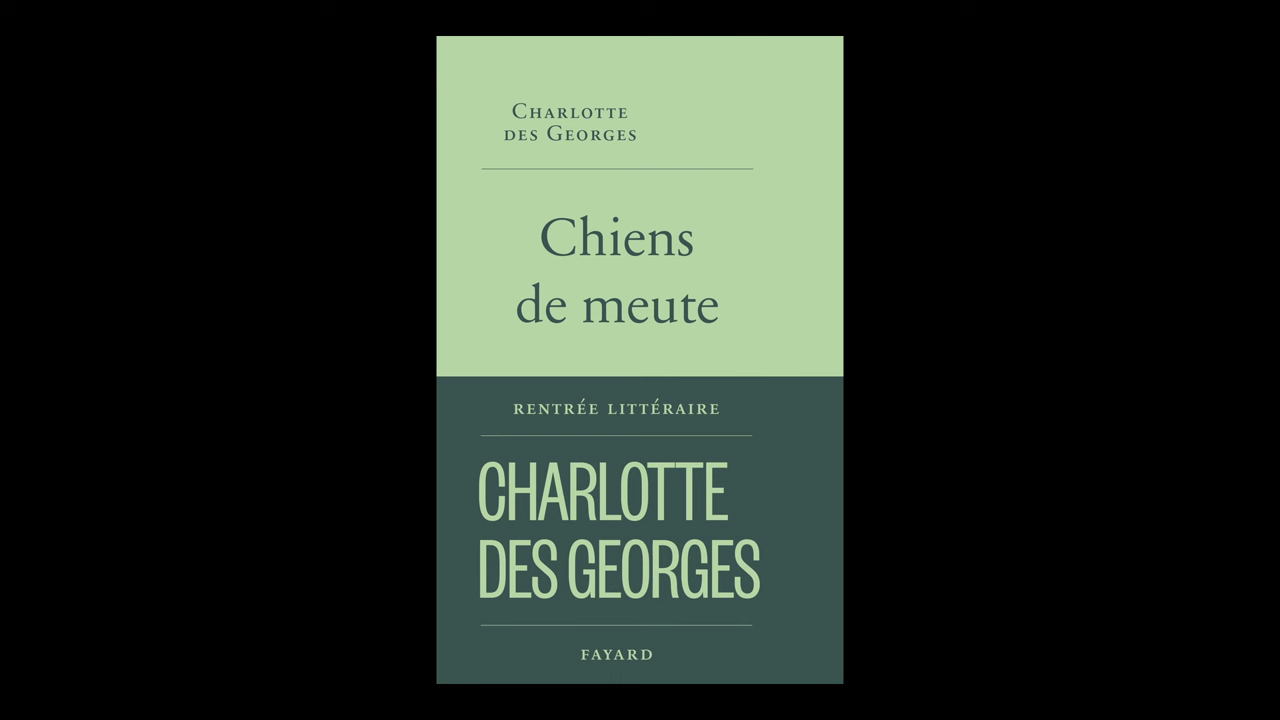 Charlotte
des Georges
Chiens
de meute
RENTRÉE LITTÉRAIRE
CHARLOTTE
DES GEORGES
FAYARD